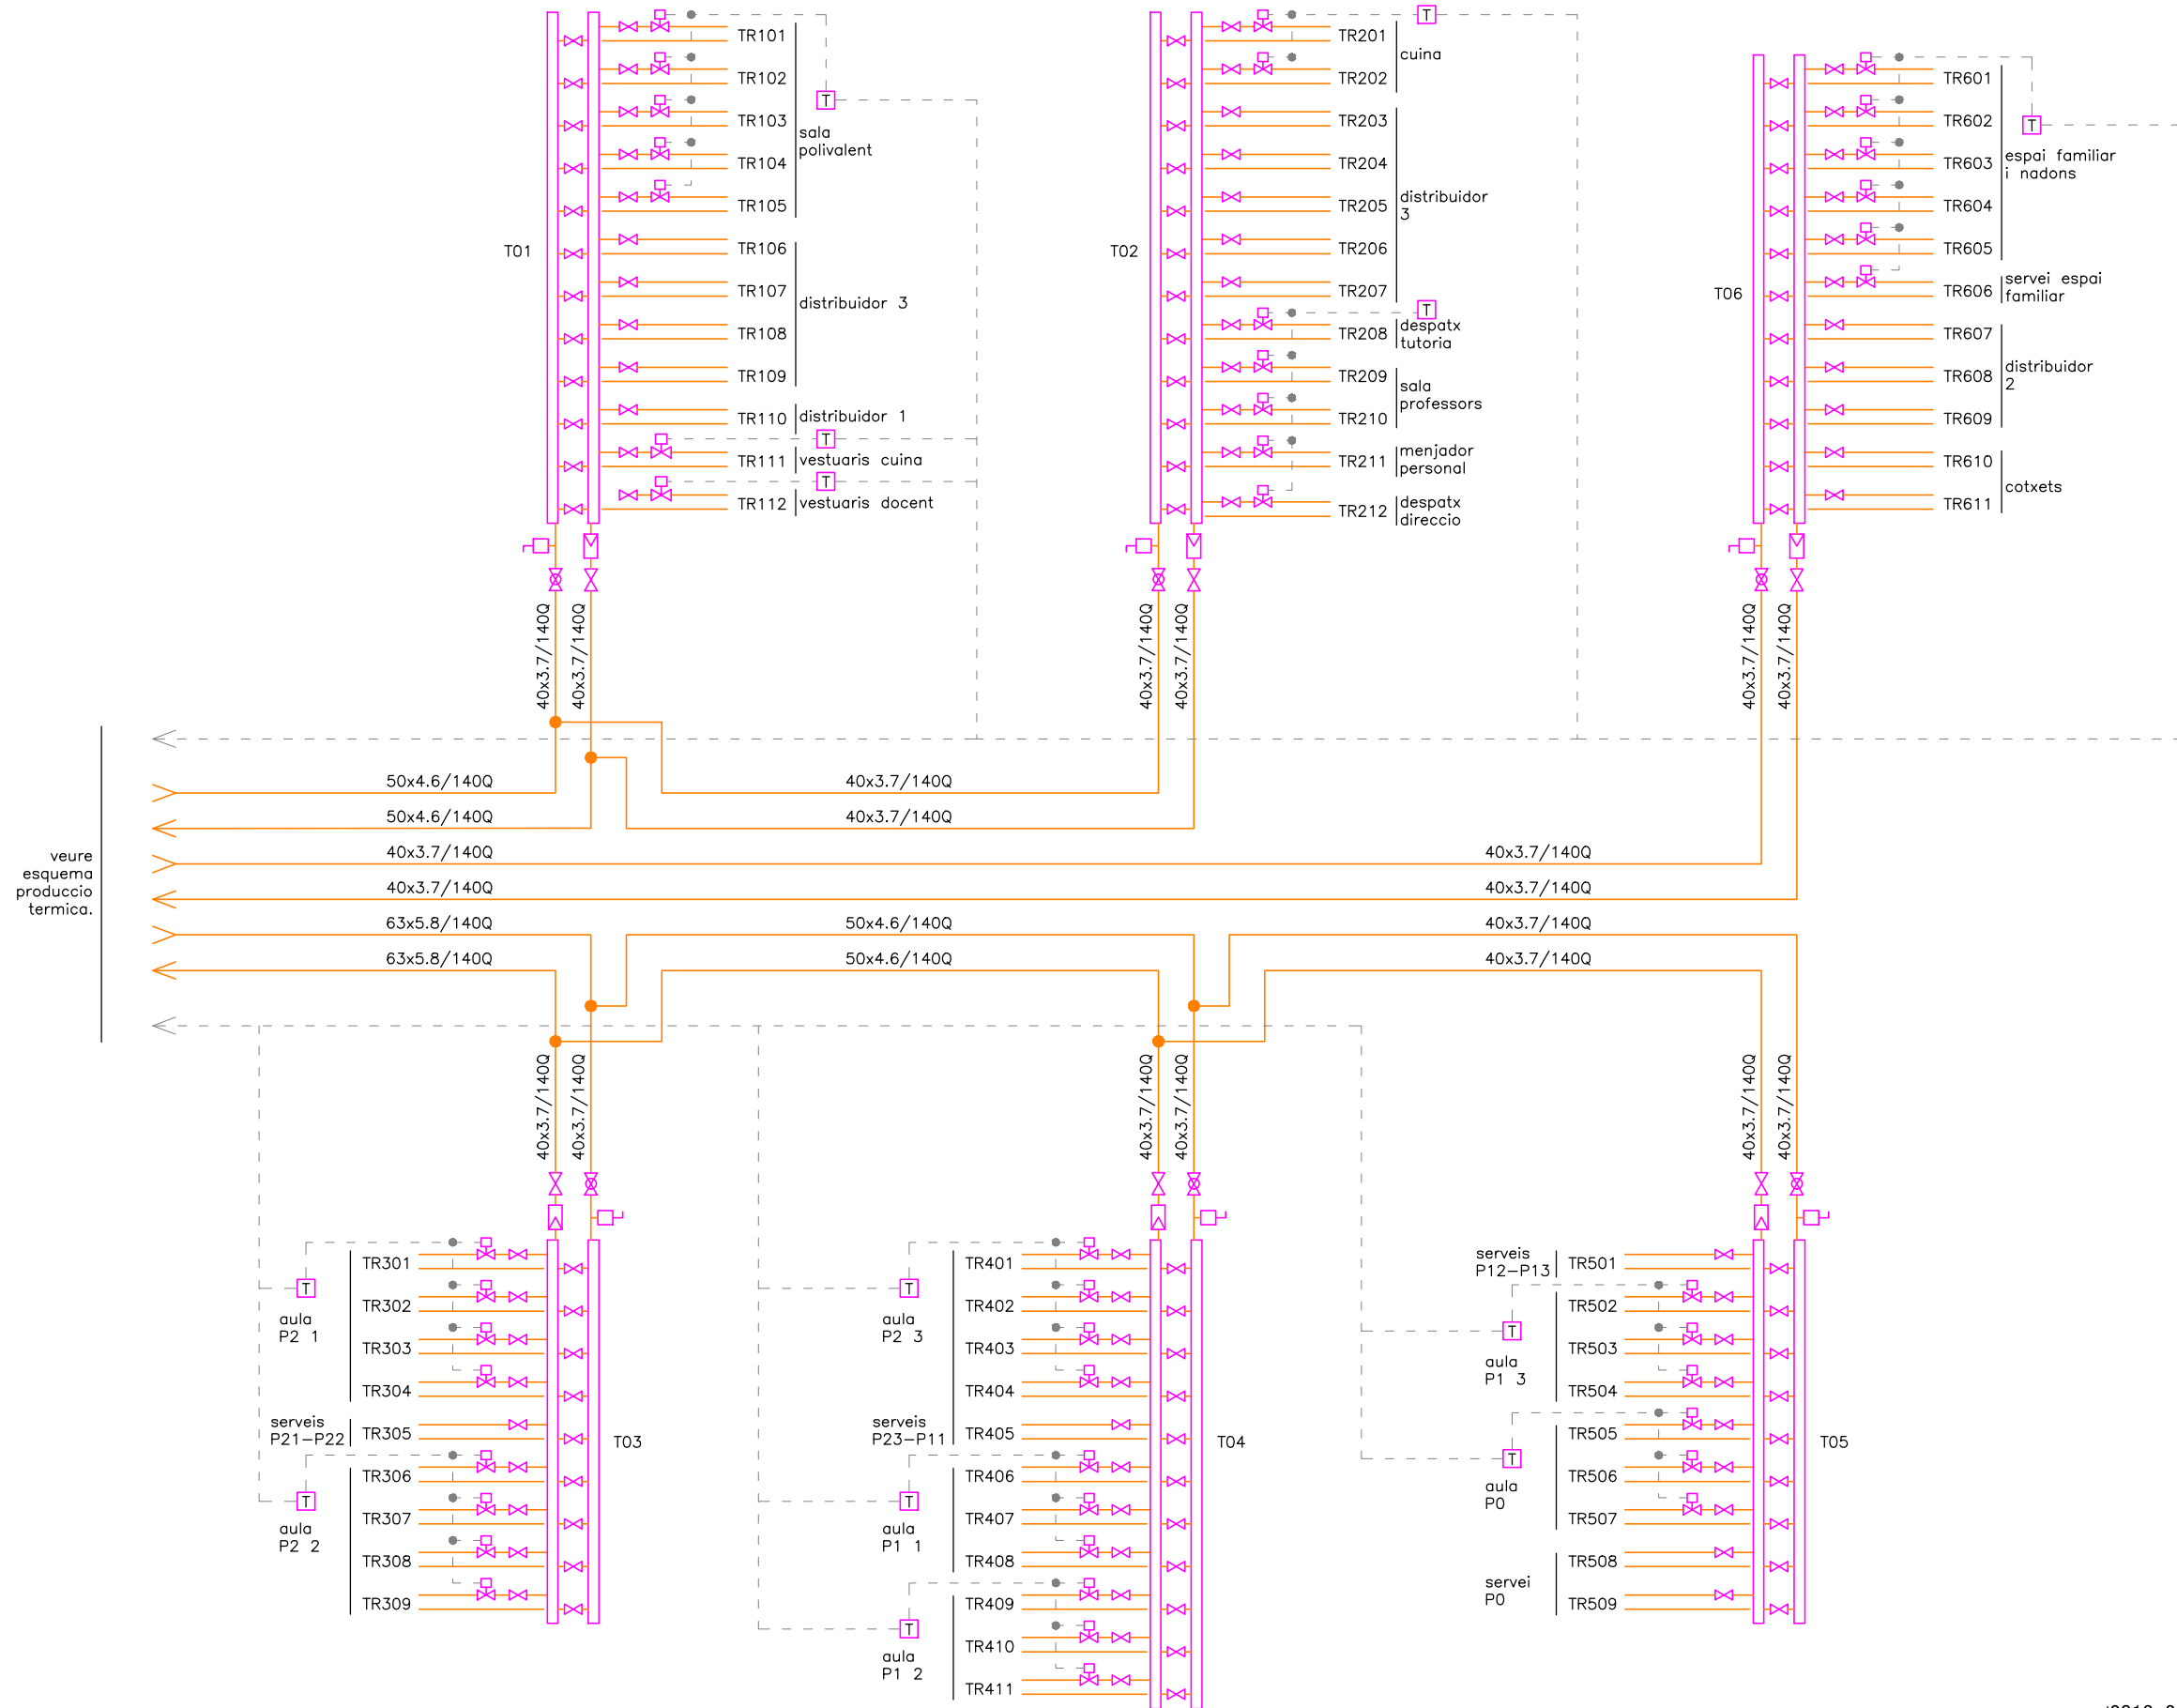 T01
TR101
TR102
TR103
TR104
TR105
TR106
TR107
TR108
TR109
TR110
TR111
TR112
sala
polivalent
distribuidor 3
distribuidor 1
vestuaris cuina
vestuaris docent
T
T
T
T02
TR201
TR202
TR203
TR204
TR205
TR206
TR207
TR208
TR209
TR210
TR211
TR212
cuina
distribuidor
3
despatx
tutoria
sala
professors
menjador
personal
despatx
direccio
T
T
T06
TR601
TR602
TR603
TR604
TR605
TR606
TR607
TR608
TR609
TR610
TR611
espai familiar
i nadons
servei espai
familiar
distribuidor
2
cotxets
T
40x3.7/140Q
40x3.7/140Q
40x3.7/140Q
40x3.7/140Q
40x3.7/140Q
40x3.7/140Q
50x4.6/140Q
40x3.7/140Q
50x4.6/140Q
40x3.7/140Q
40x3.7/140Q
40x3.7/140Q
40x3.7/140Q
40x3.7/140Q
63x5.8/140Q
50x4.6/140Q
40x3.7/140Q
63x5.8/140Q
50x4.6/140Q
40x3.7/140Q
veure
esquema
produccio
termica.
40x3.7/140Q
40x3.7/140Q
40x3.7/140Q
40x3.7/140Q
40x3.7/140Q
40x3.7/140Q
T
aula
P2 1
serveis
P21-P22
T
aula
P2 2
TR301
TR302
TR303
TR304
TR305
TR306
TR307
TR308
TR309
T03
T
aula
P2 3
serveis
P23-P11
T
aula
P1 1
T
aula
P1 2
TR401
TR402
TR403
TR404
TR405
TR406
TR407
TR408
TR409
TR410
TR411
T04
serveis
P12-P13
T
aula
P1 3
T
aula
P0
servei
P0
TR501
TR502
TR503
TR504
TR505
TR506
TR507
TR508
TR509
T05